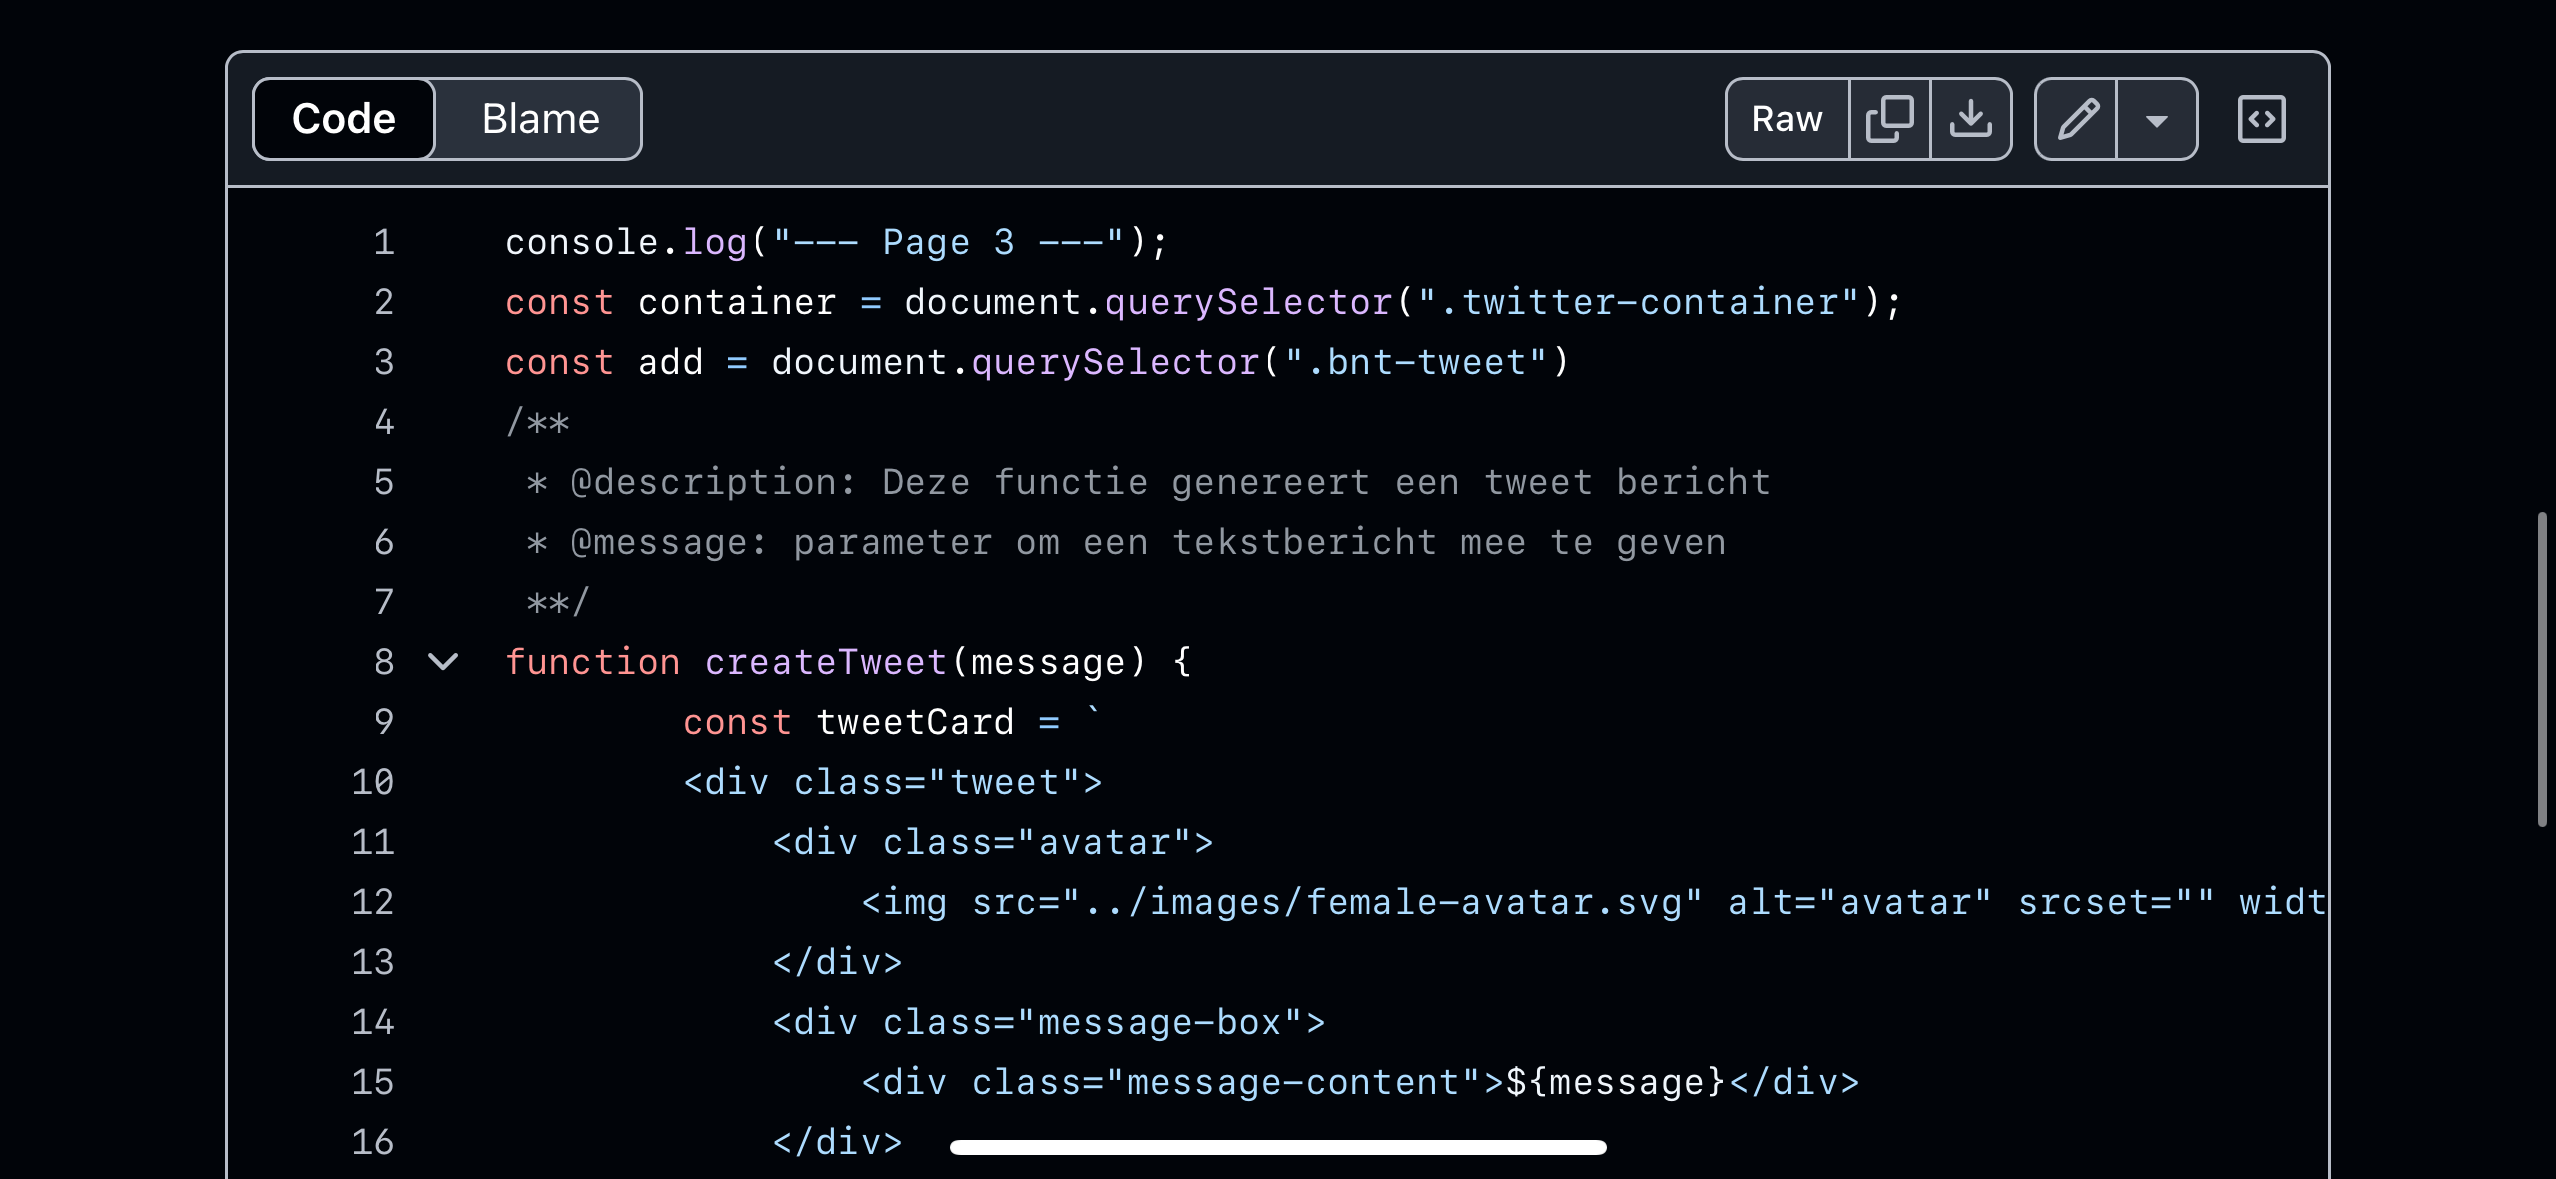 Code Blame Raw
1 console.log("--- Page 3 ---");
2 const container = document.querySelector(".twitter-container");
3 const add = document.querySelector(".bnt-tweet")
4 /**
5  * @description: Deze functie genereert een tweet bericht
6  * @message: parameter om een tekstbericht mee te geven
7  **/
8 function createTweet(message) {
9         const tweetCard = `
10         <div class="tweet">
11             <div class="avatar">
12                 <img src="../images/female-avatar.svg" alt="avatar" srcset="" widt
13             </div>
14             <div class="message-box">
15                 <div class="message-content">${message}</div>
16             </div>